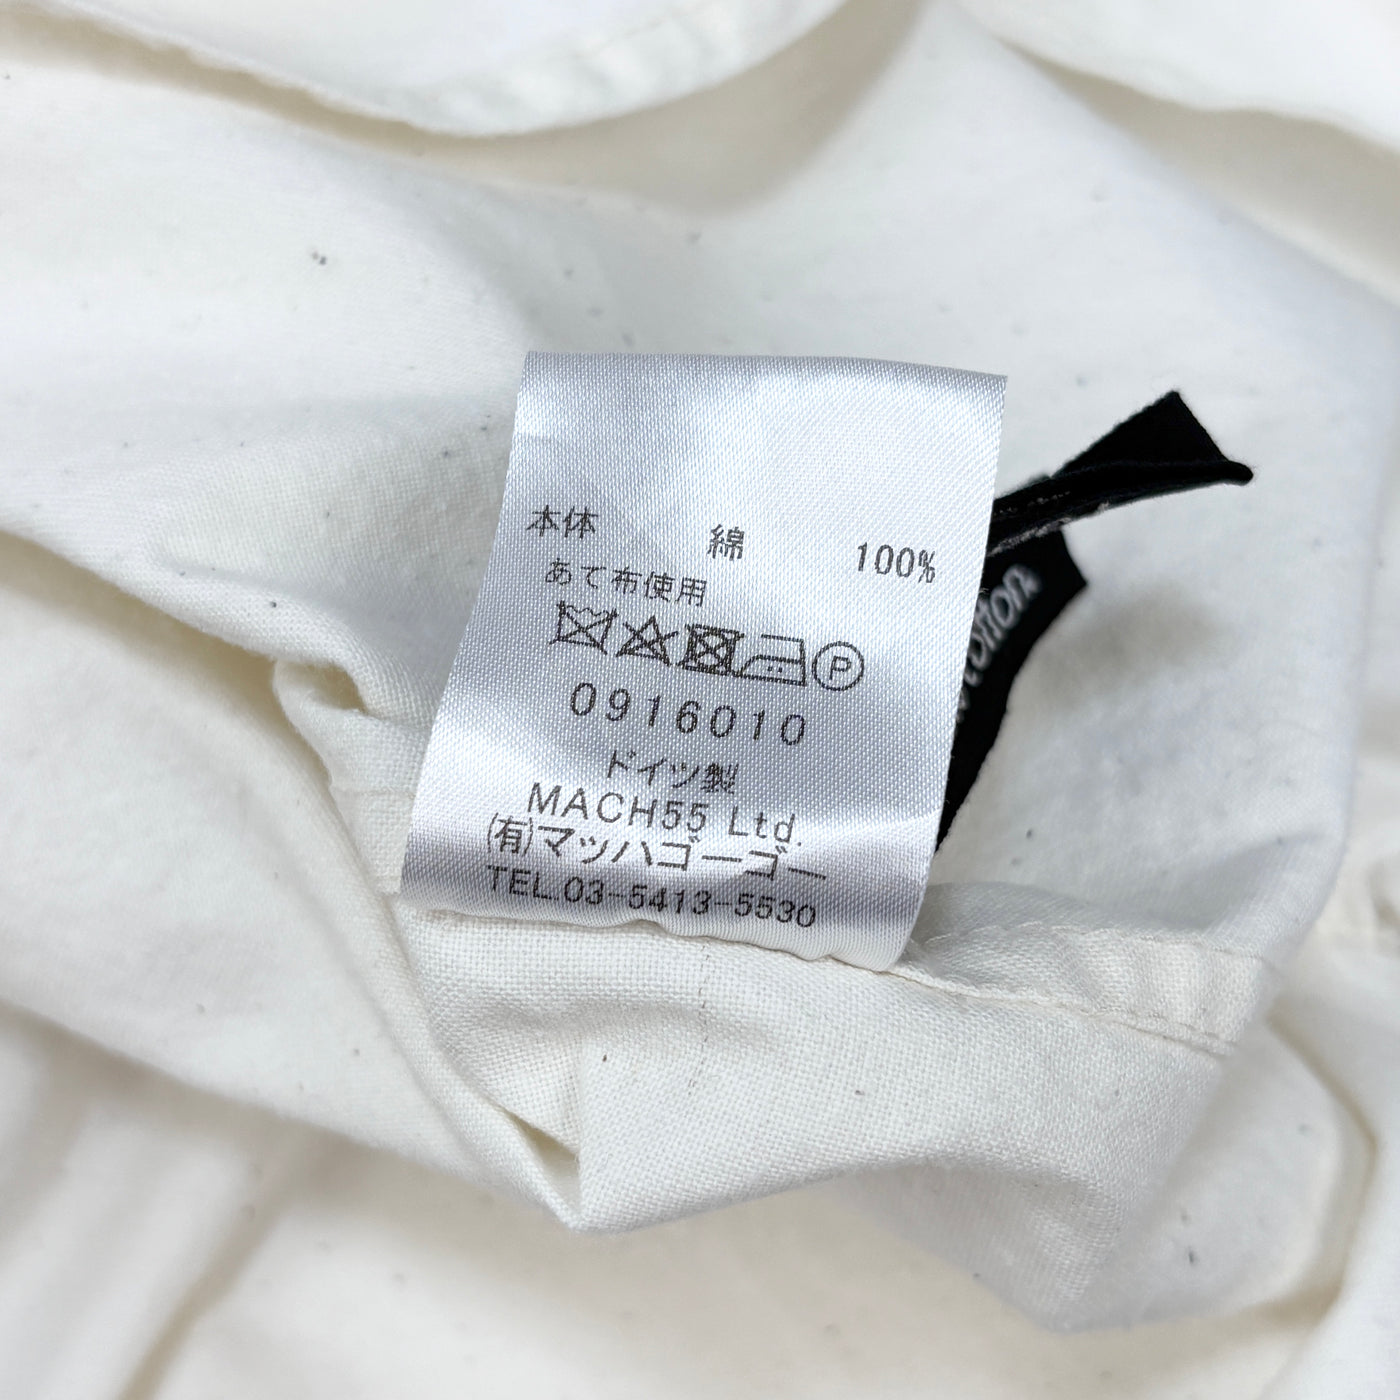 本体 綿 100%
あて布使用
P
0916010
ドイツ製
MACH55 Ltd.
(有)マッハゴーゴー
TEL.03-5413-5530